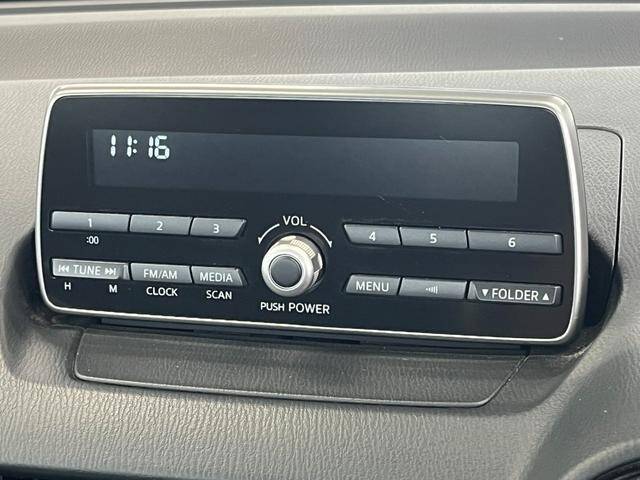 11:16
VOL
1 2 3 4 5 6
:00
⏮ TUNE ⏭ FM/AM MEDIA MENU ▼ FOLDER ▲
H M CLOCK SCAN PUSH POWER